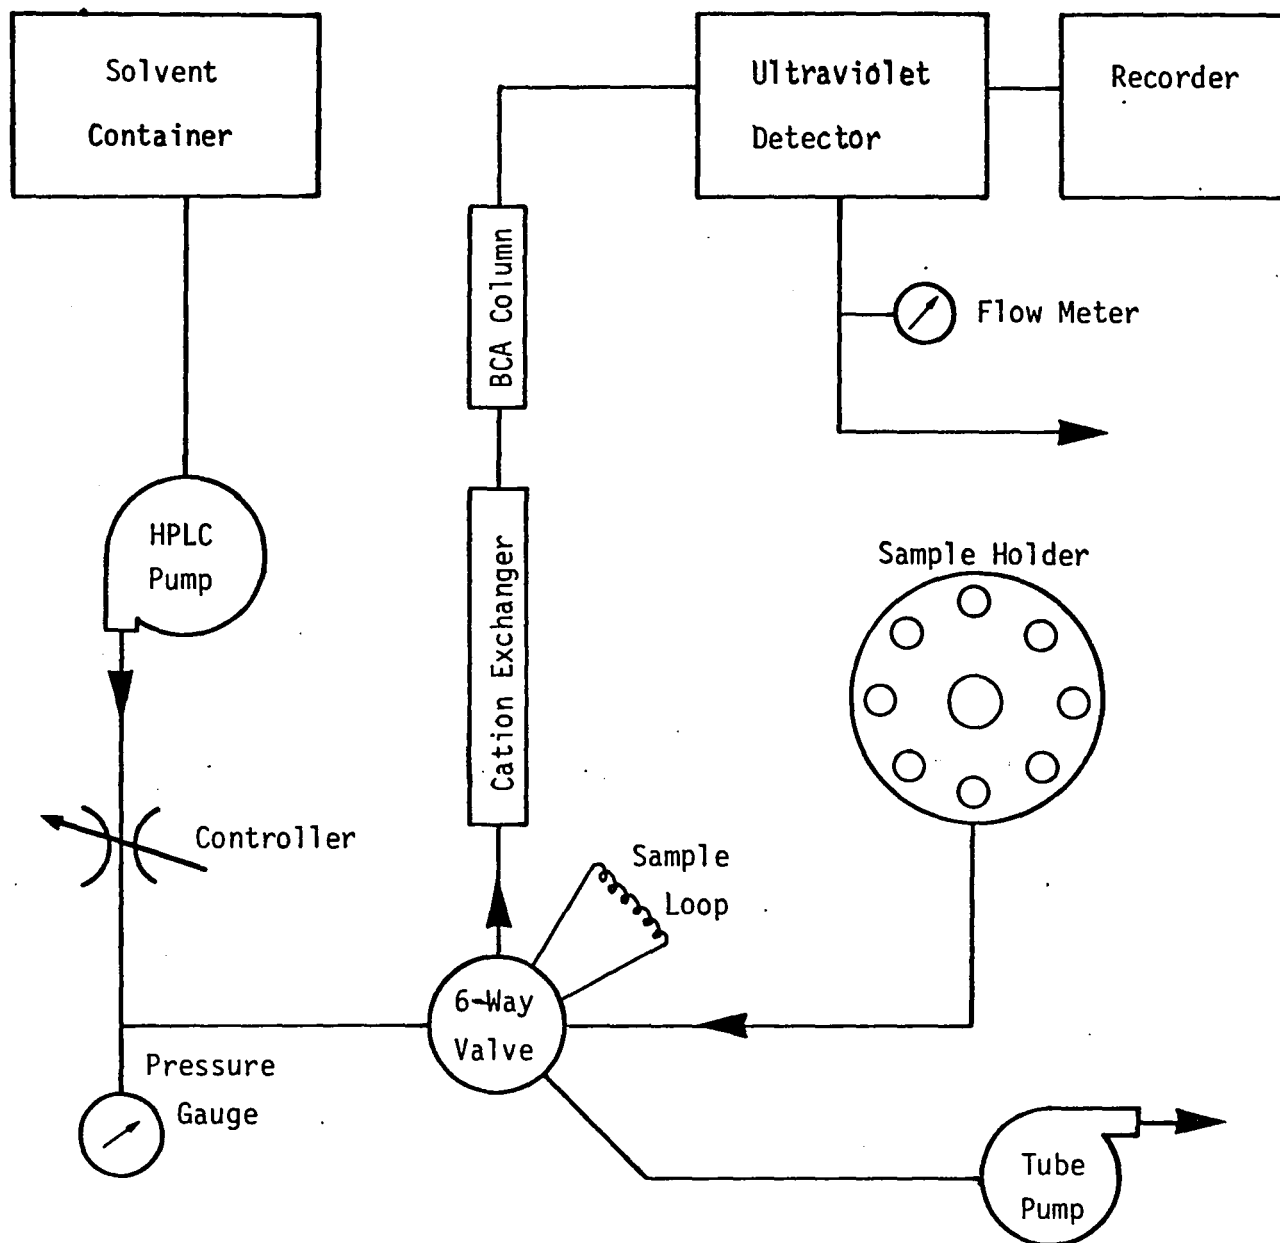 Solvent
Container
Ultraviolet
Detector
Recorder
BCA Column
Flow Meter
HPLC
Pump
Cation Exchanger
Sample Holder
Controller
Sample
Loop
6-Way
Valve
Pressure
Gauge
Tube
Pump